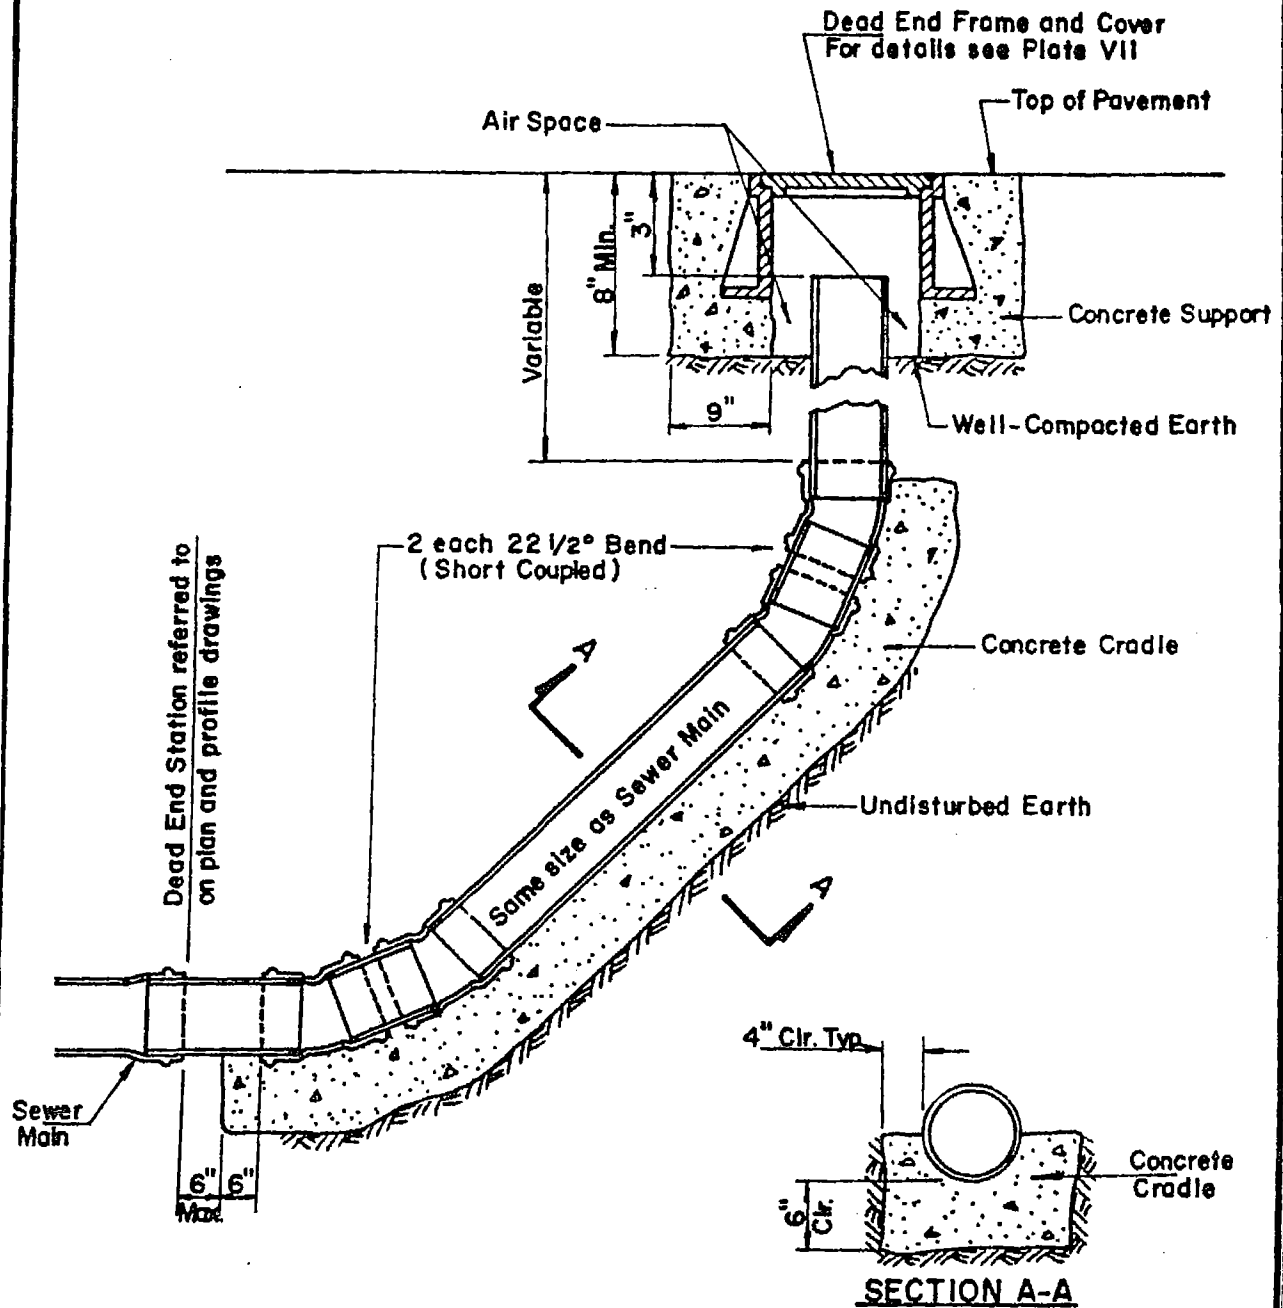 Dead End Frame and Cover
For details see Plate VII
Top of Pavement
Air Space
3"
8" Min.
Variable
Concrete Support
9"
Well-Compacted Earth
2 each 22 1/2° Bend
(Short Coupled)
Dead End Station referred to
on plan and profile drawings
A
Concrete Cradle
Same size as Sewer Main
Undisturbed Earth
A
4" Clr. Typ.
Sewer
Main
6"
Max.
6"
Concrete
Cradle
6"
Clr.
SECTION A-A